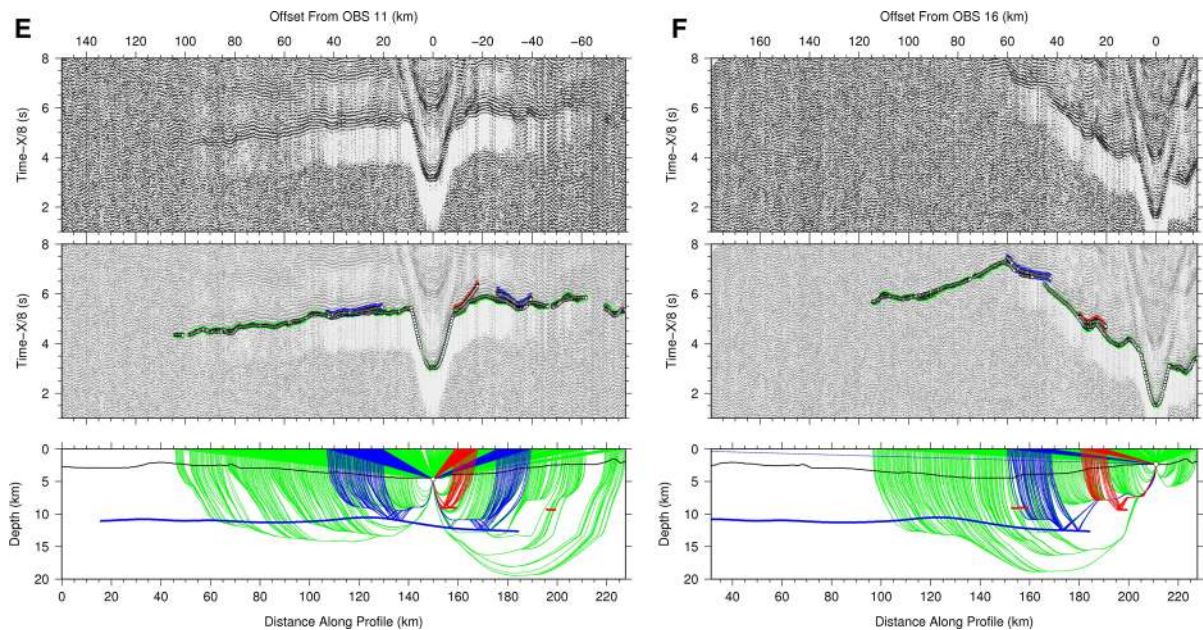 E
Offset From OBS 11 (km)
140 120 100 80 60 40 20 0 −20 −40 −60
8
6
4
2
Time−X/8 (s)
8
6
4
2
Time−X/8 (s)
0
5
10
15
20
Depth (km)
0 20 40 60 80 100 120 140 160 180 200 220
Distance Along Profile (km)
F
Offset From OBS 16 (km)
160 140 120 100 80 60 40 20 0
8
6
4
2
Time−X/8 (s)
8
6
4
2
Time−X/8 (s)
0
5
10
15
20
Depth (km)
40 60 80 100 120 140 160 180 200 220
Distance Along Profile (km)